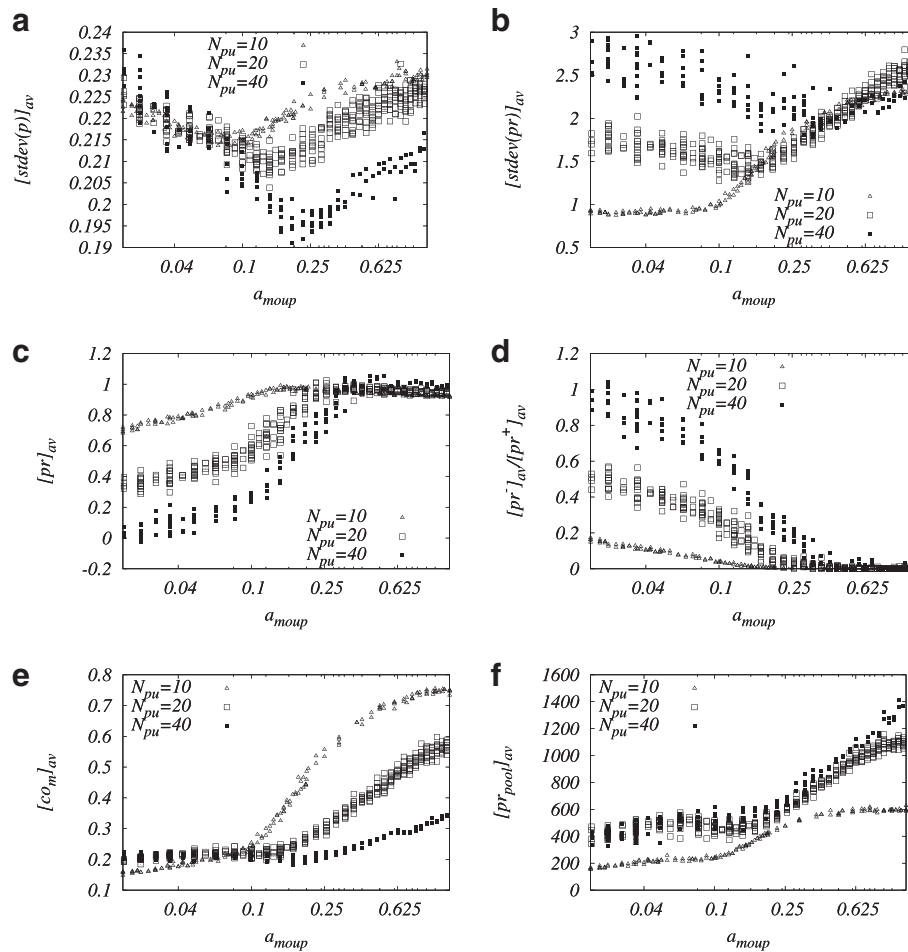 a
[stdev(p)]av
0.24
0.235
0.23
0.225
0.22
0.215
0.21
0.205
0.2
0.195
0.19
Npu=10
Npu=20
Npu=40
0.04 0.1 0.25 0.625
amoup
b
[stdev(pr)]av
3
2.5
2
1.5
1
0.5
Npu=10
Npu=20
Npu=40
0.04 0.1 0.25 0.625
amoup
c
[pr]av
1.2
1
0.8
0.6
0.4
0.2
0
-0.2
Npu=10
Npu=20
Npu=40
0.04 0.1 0.25 0.625
amoup
d
[pr-]av/[pr+]av
1.2
1
0.8
0.6
0.4
0.2
0
Npu=10
Npu=20
Npu=40
0.04 0.1 0.25 0.625
amoup
e
[com]av
0.8
0.7
0.6
0.5
0.4
0.3
0.2
0.1
Npu=10
Npu=20
Npu=40
0.04 0.1 0.25 0.625
amoup
f
[prpool]av
1600
1400
1200
1000
800
600
400
200
0
Npu=10
Npu=20
Npu=40
0.04 0.1 0.25 0.625
amoup